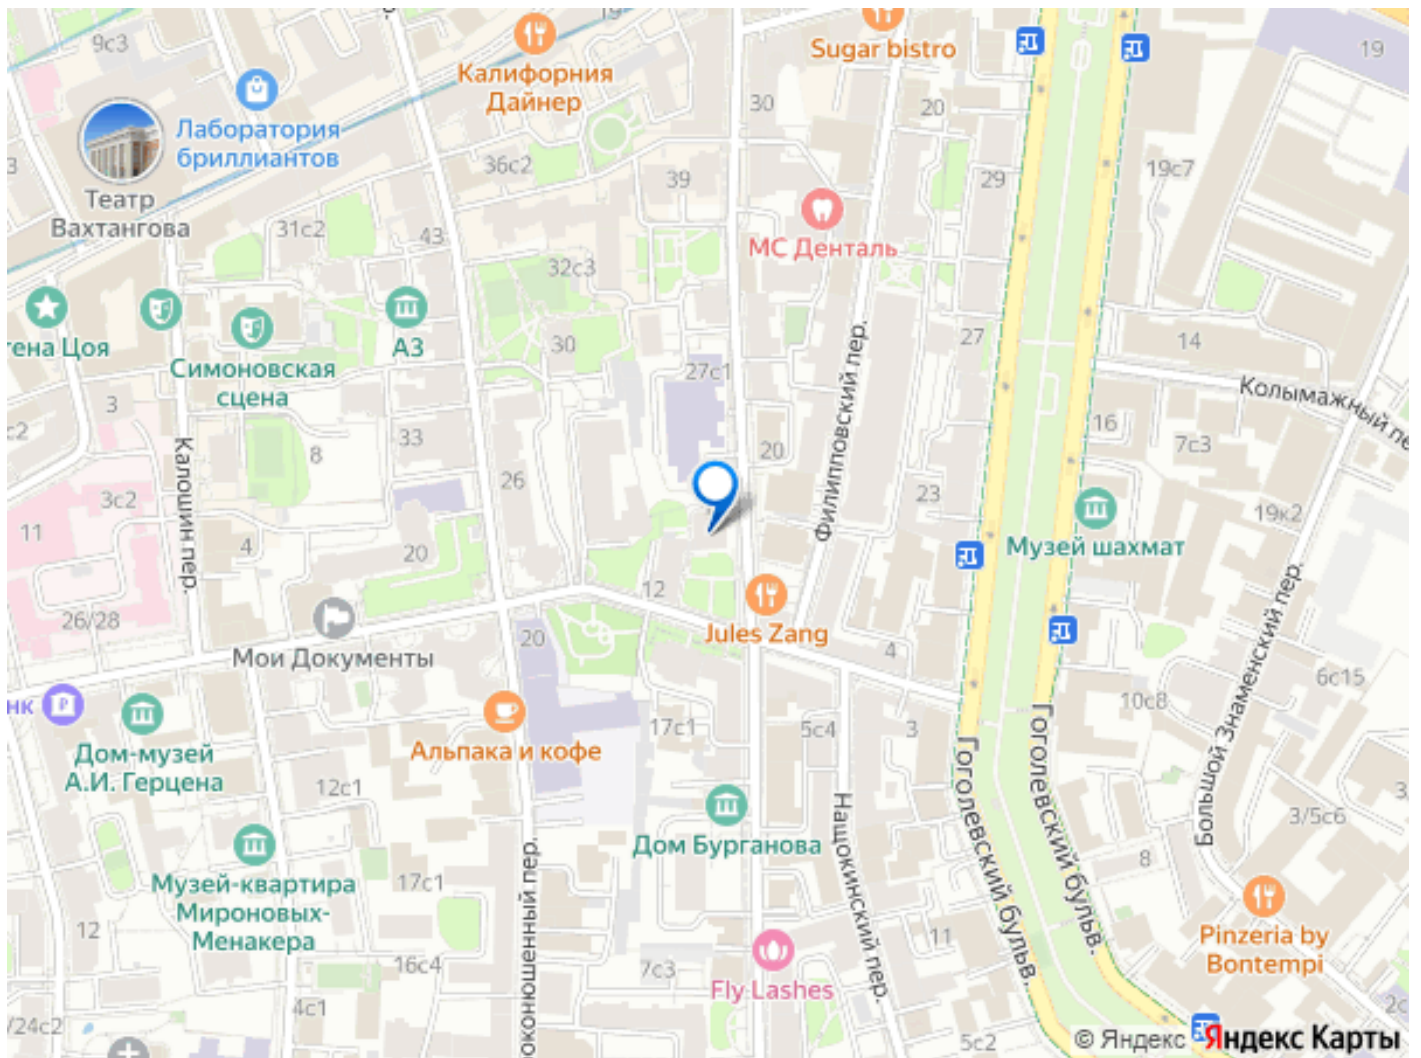 9с3
19
Sugar bistro
19
Калифорния
Дайнер
30
20
Лаборатория
бриллиантов
36с2
39
29
19с7
Театр
Вахтангова
31с2
43
МС Денталь
32с3
30
27
14
тена Цоя
А3
Симоновская
сцена
27с1
Филипповский пер.
Колымажный пе
3
16
7с3
33
8
20
26
Калошин пер.
3с2
23
19к2
11
4
20
Музей шахмат
26/28
12
Jules Zang
Мои Документы
20
4
Большой Знаменский пер.
6с15
10с8
нк
Дом-музей
А.И. Герцена
Альпака и кофе
17с1
5с4
3
Гоголевский бульв.
Гоголевский бульв.
12с1
Нащокинский пер.
3/5с6
Дом Бурганова
8
Музей-квартира
Мироновых-
Менакера
17с1
оконюшенный пер.
12
11
Pinzeria by
Bontempi
16с4
7с3
Fly Lashes
4с1
/24с2
5с2
© Яндекс Яндекс Карты